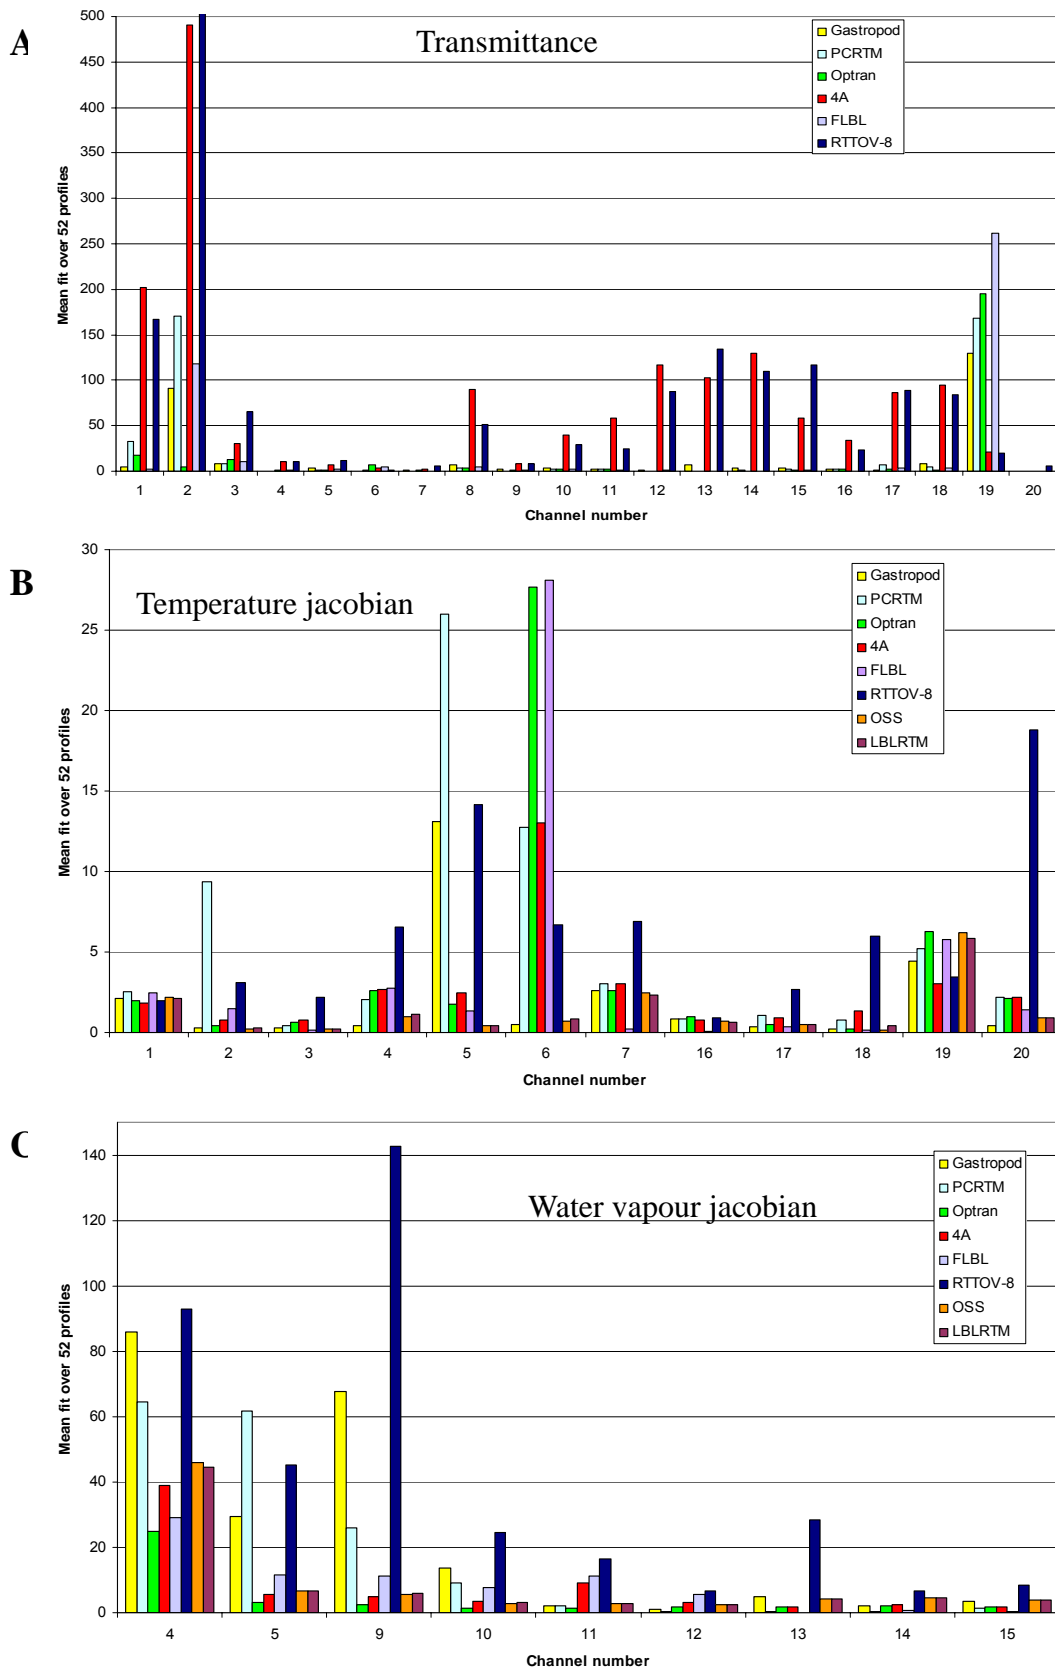 A
Transmittance
500
450
400
350
300
250
200
150
100
50
0
Mean fit over 52 profiles
Gastropod
PCRTM
Optran
4A
FLBL
RTTOV-8
1 2 3 4 5 6 7 8 9 10 11 12 13 14 15 16 17 18 19 20
Channel number
B
Temperature jacobian
30
25
20
15
10
5
0
Mean fit over 52 profiles
Gastropod
PCRTM
Optran
4A
FLBL
RTTOV-8
OSS
LBLRTM
1 2 3 4 5 6 7 16 17 18 19 20
Channel number
C
Water vapour jacobian
140
120
100
80
60
40
20
0
Mean fit over 52 profiles
Gastropod
PCRTM
Optran
4A
FLBL
RTTOV-8
OSS
LBLRTM
4 5 9 10 11 12 13 14 15
Channel number